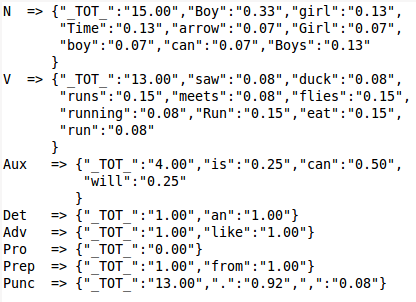 N  => {"_TOT_":"15.00","Boy":"0.33","girl":"0.13",
"Time":"0.13","arrow":"0.07","Girl":"0.07",
"boy":"0.07","can":"0.07","Boys":"0.13"
}
V  => {"_TOT_":"13.00","saw":"0.08","duck":"0.08",
"runs":"0.15","meets":"0.08","flies":"0.15",
"running":"0.08","Run":"0.15","eat":"0.15",
"run":"0.08"
}
Aux  => {"_TOT_":"4.00","is":"0.25","can":"0.50",
"will":"0.25"
}
Det  => {"_TOT_":"1.00","an":"1.00"}
Adv  => {"_TOT_":"1.00","like":"1.00"}
Pro  => {"_TOT_":"0.00"}
Prep => {"_TOT_":"1.00","from":"1.00"}
Punc => {"_TOT_":"13.00",".":"0.92",",":"0.08"}